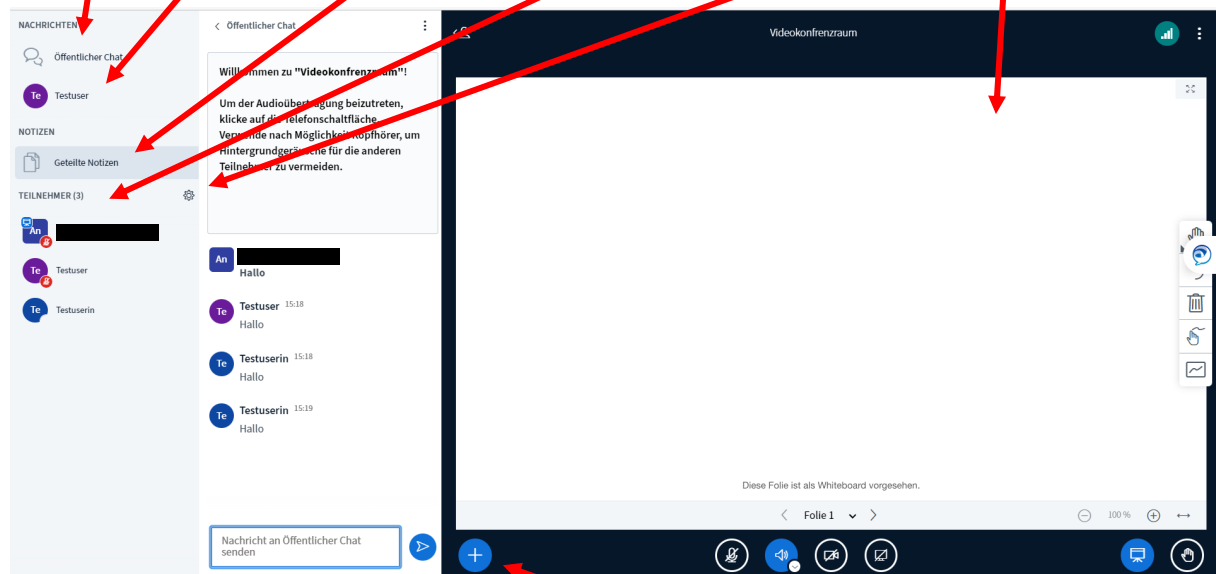 NACHRICHTEN
Öffentlicher Chat
Te Testuser
NOTIZEN
Geteilte Notizen
TEILNEHMER (3)
An
Te Testuser
Te Testuserin
Öffentlicher Chat
Willkommen zu "Videokonfrenzraum"!
Um der Audioübertragung beizutreten,
klicke auf die Telefonschaltfläche.
Verwende nach Möglichkeit Kopfhörer, um
Hintergrundgeräusche für die anderen
Teilnehmer zu vermeiden.
An
Hallo
Te Testuser 15:18
Hallo
Te Testuserin 15:18
Hallo
Te Testuserin 15:19
Hallo
Nachricht an Öffentlicher Chat
senden
Videokonfrenzraum
Diese Folie ist als Whiteboard vorgesehen.
Folie 1
100 %